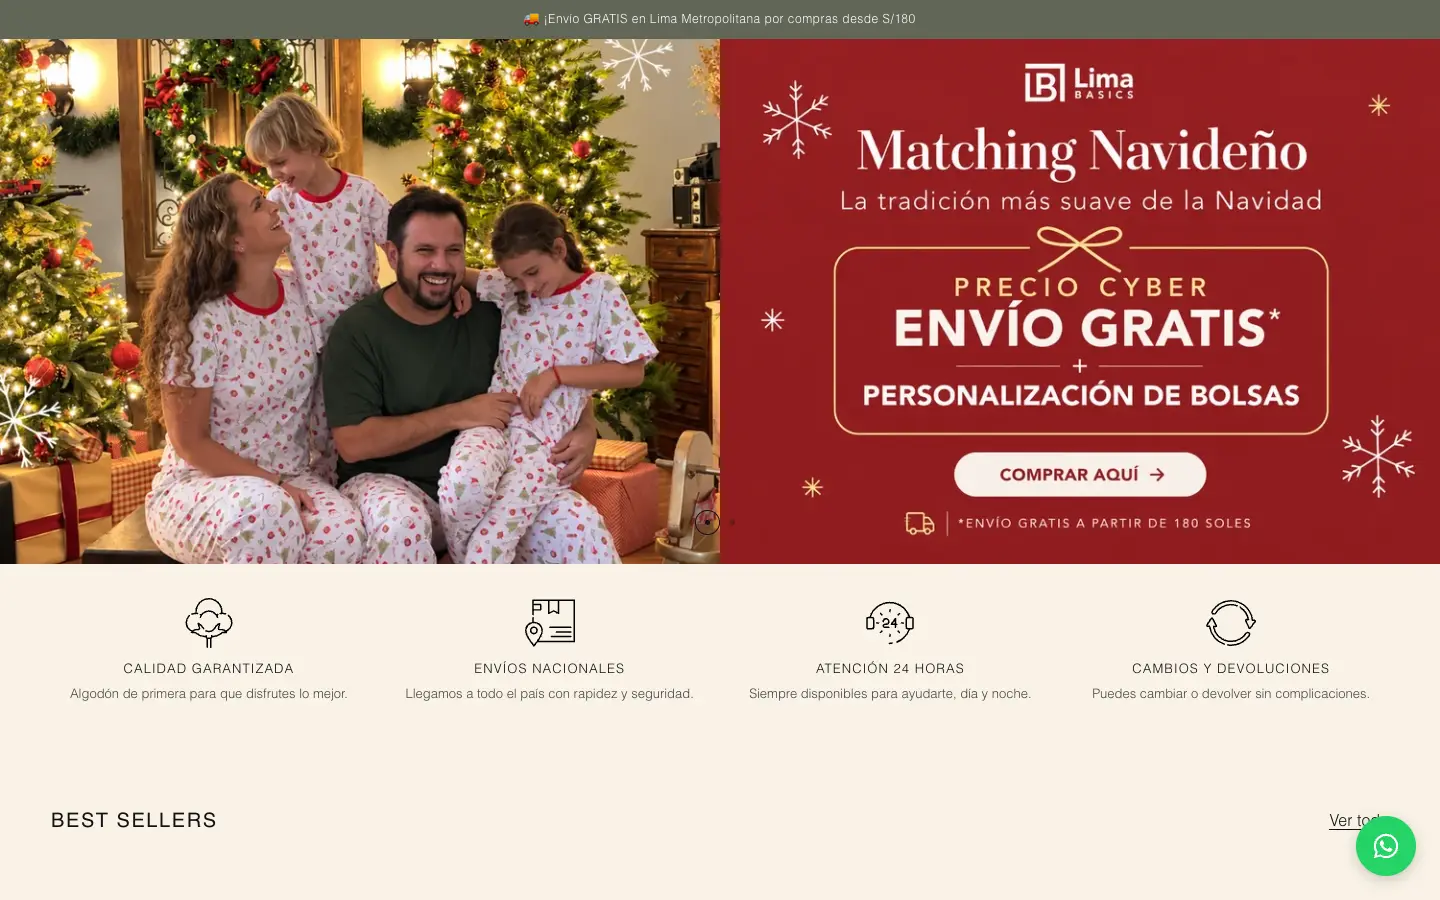 🚚 ¡Envío GRATIS en Lima Metropolitana por compras desde S/180
LB Lima
BASICS
Matching Navideño
La tradición más suave de la Navidad
PRECIO CYBER
ENVÍO GRATIS*
+
PERSONALIZACIÓN DE BOLSAS
COMPRAR AQUÍ →
*ENVÍO GRATIS A PARTIR DE 180 SOLES
24
CALIDAD GARANTIZADA
Algodón de primera para que disfrutes lo mejor.
ENVÍOS NACIONALES
Llegamos a todo el país con rapidez y seguridad.
ATENCIÓN 24 HORAS
Siempre disponibles para ayudarte, día y noche.
CAMBIOS Y DEVOLUCIONES
Puedes cambiar o devolver sin complicaciones.
BEST SELLERS
Ver